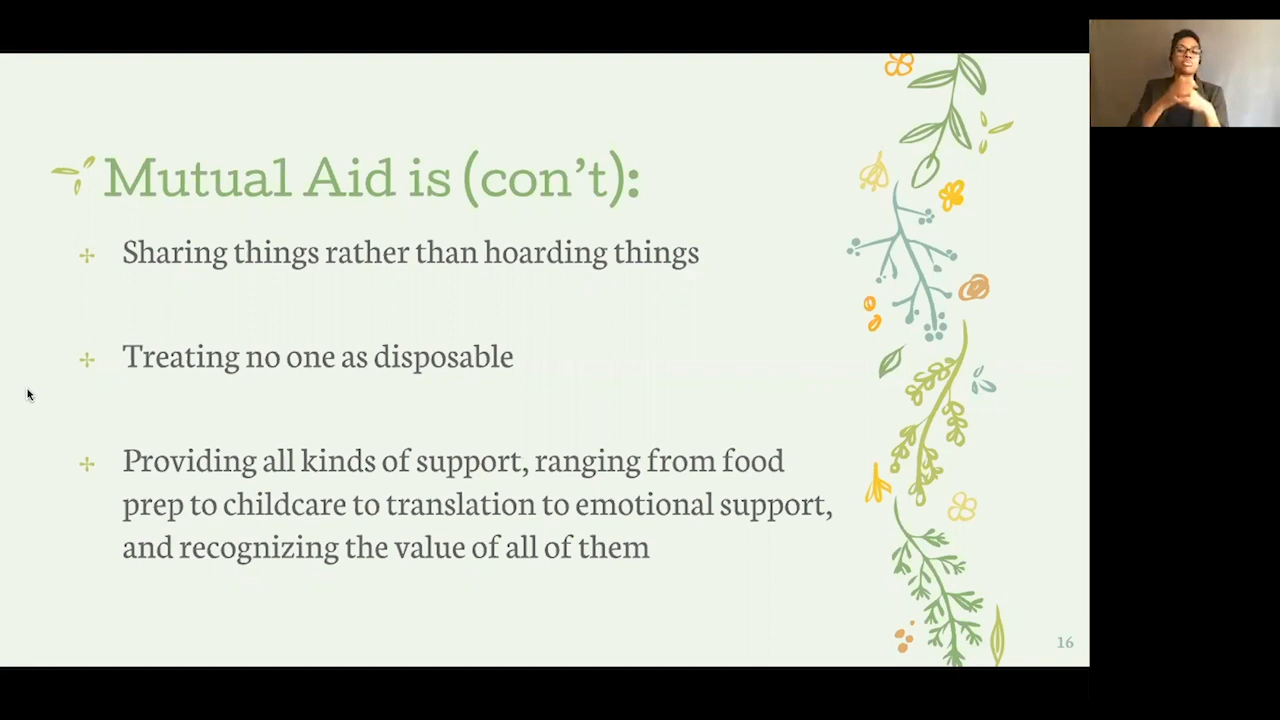 Mutual Aid is (con’t):
Sharing things rather than hoarding things
Treating no one as disposable
Providing all kinds of support, ranging from food
prep to childcare to translation to emotional support,
and recognizing the value of all of them
16